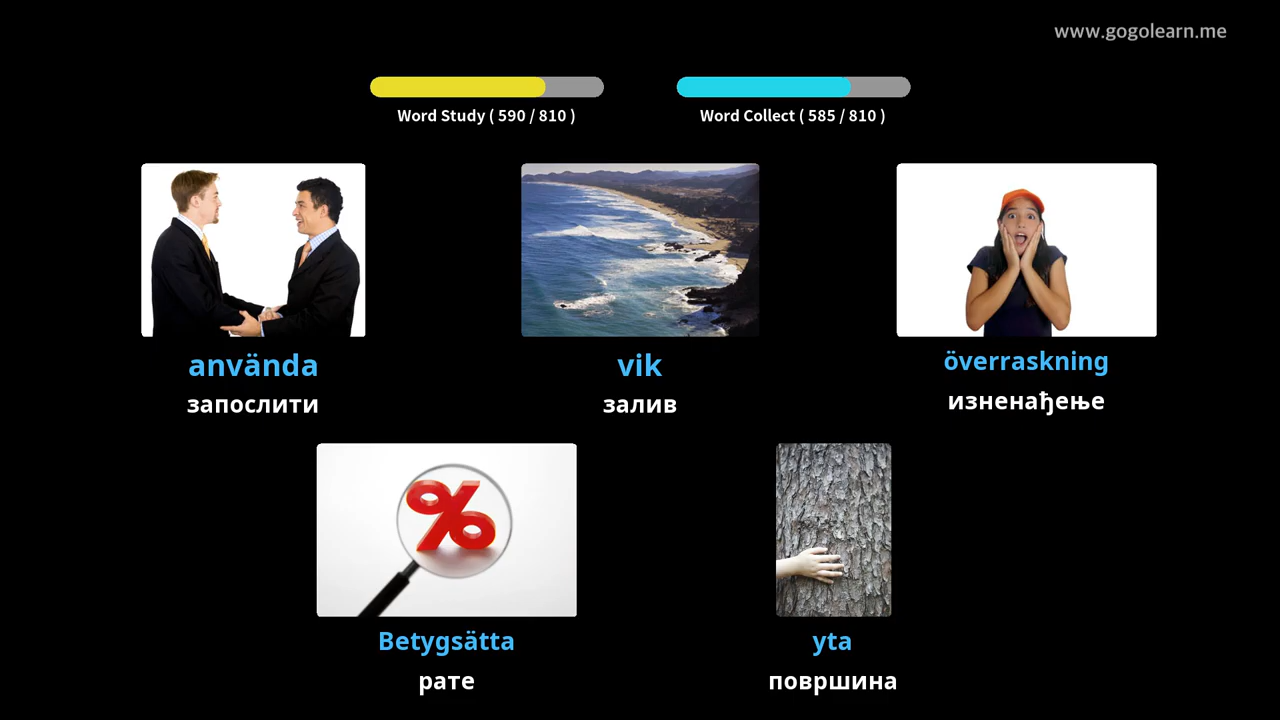 www.gogolearn.me
Word Study ( 590 / 810 )
Word Collect ( 585 / 810 )
använda
запослити
vik
залив
överraskning
изненађење
Betygsätta
рате
yta
површина